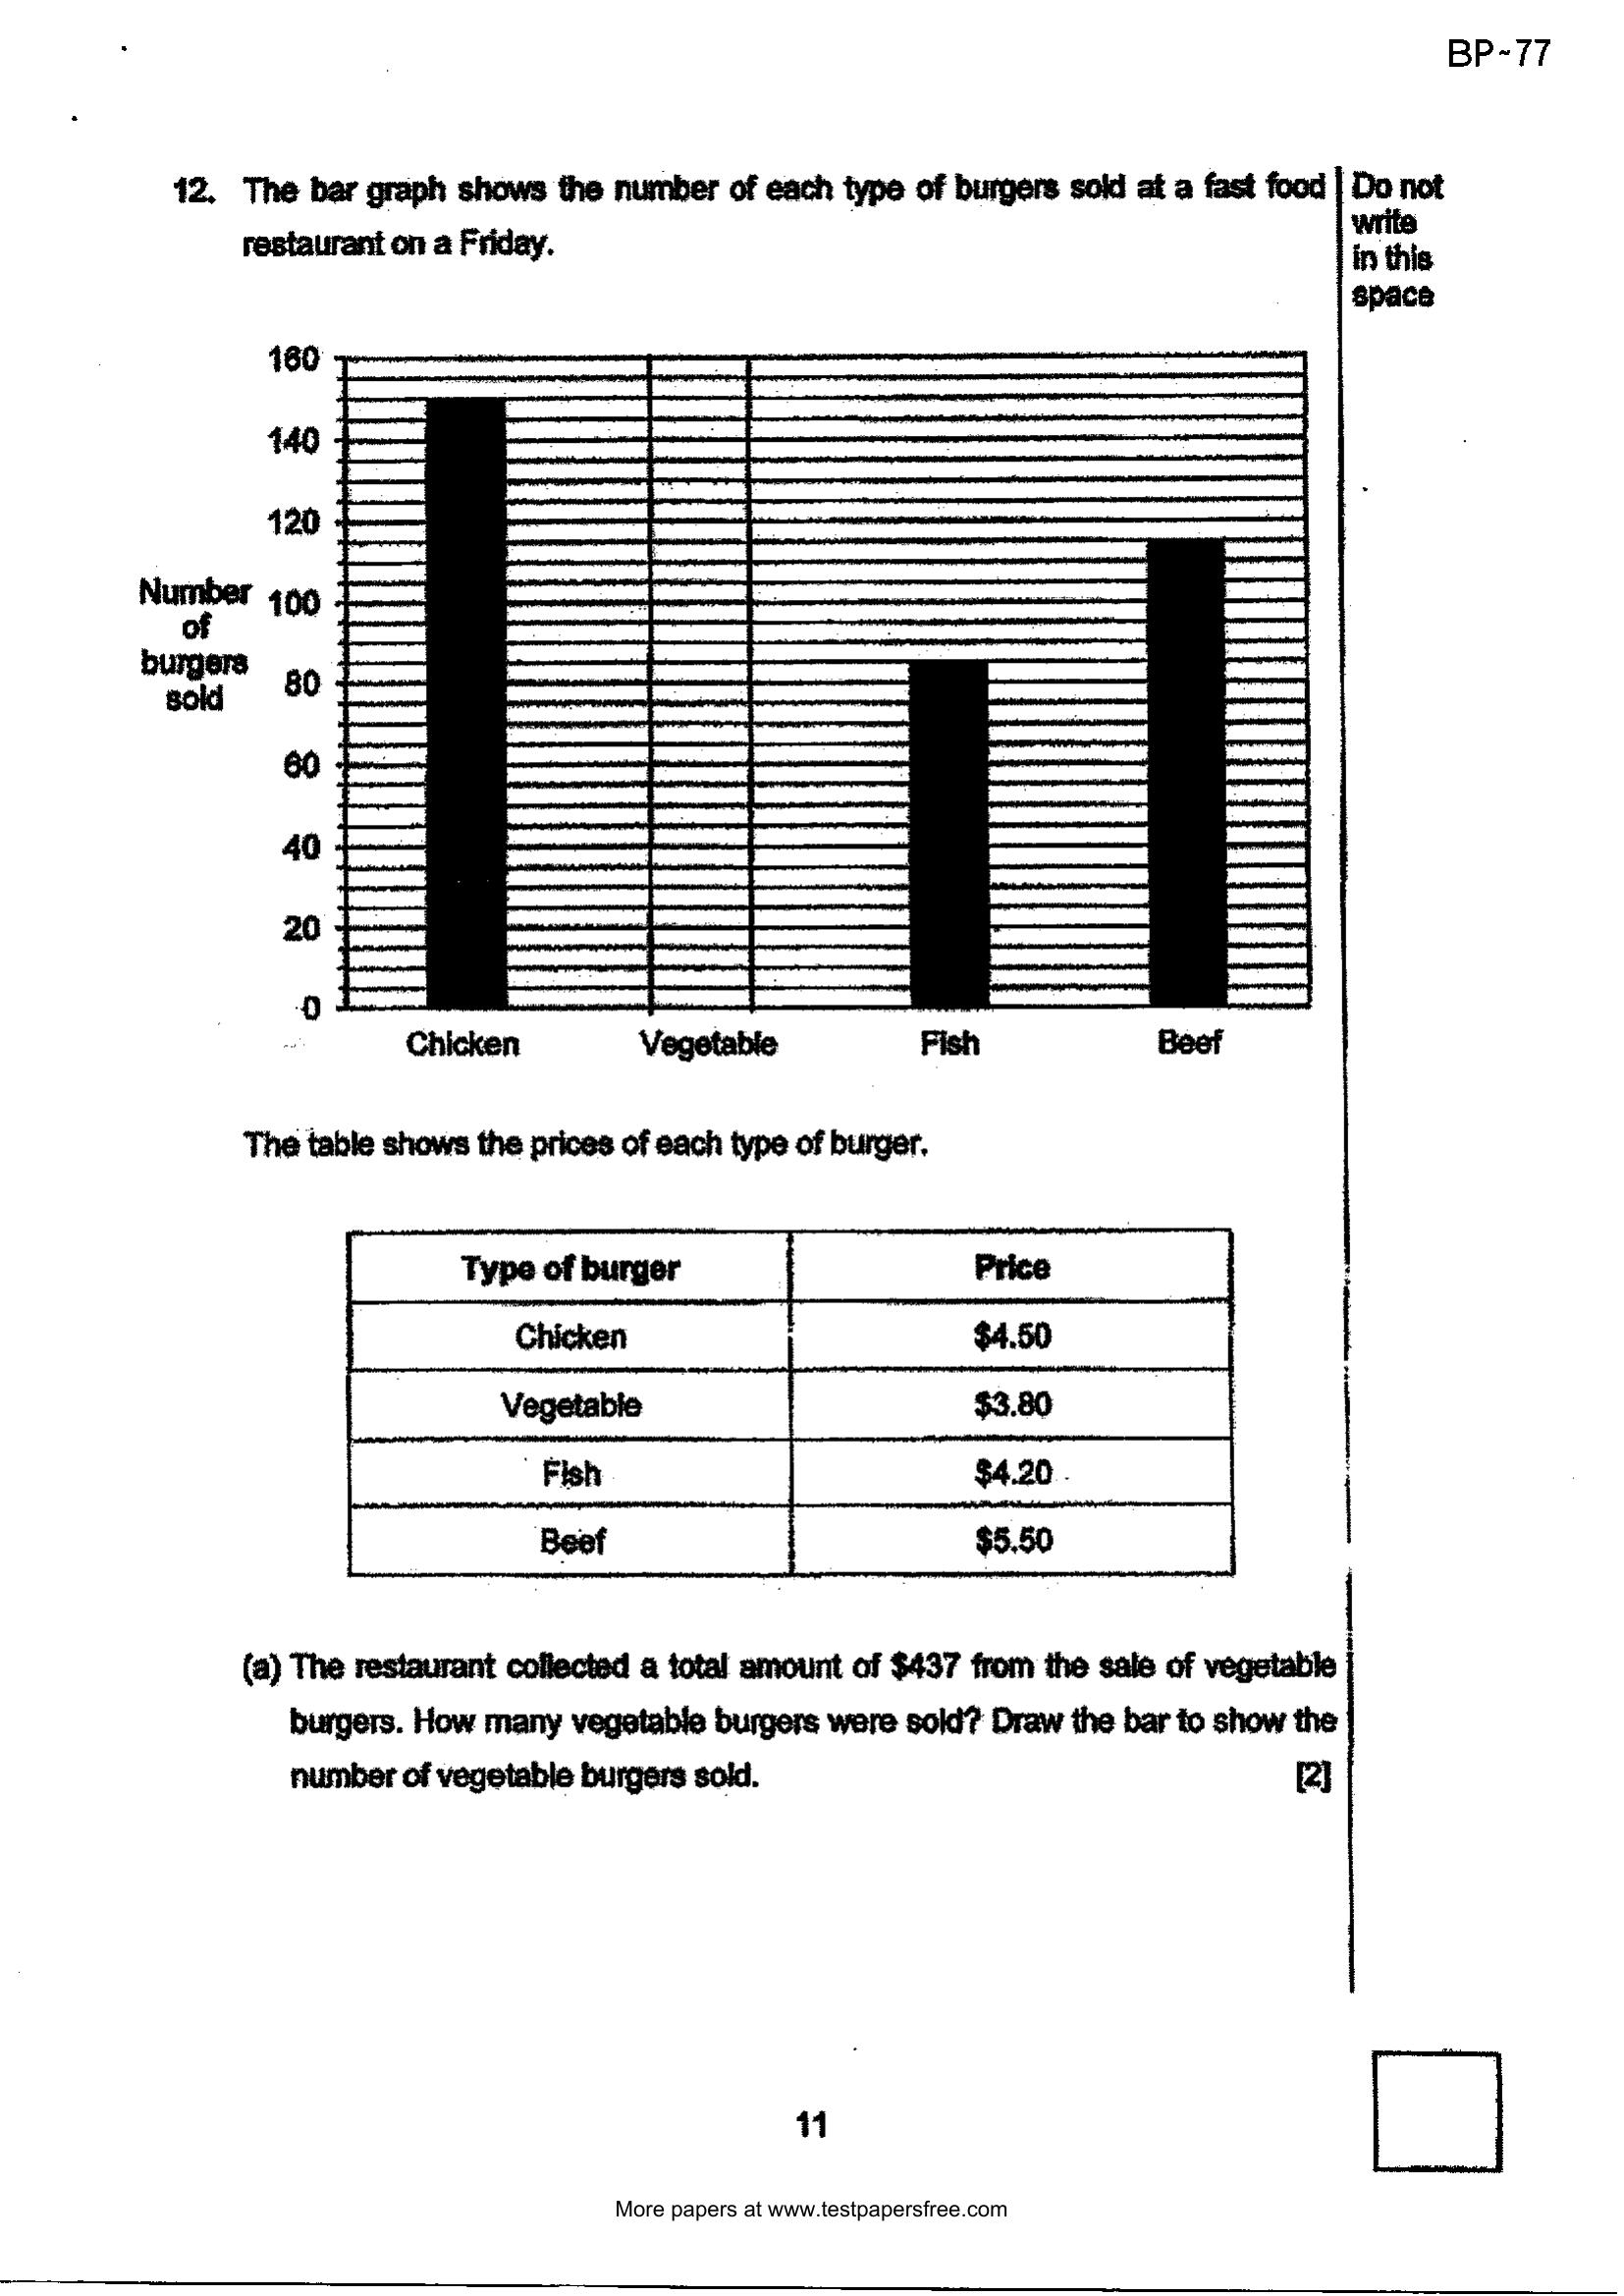 BP~77
12. The bar graph shows the number of each type of burgers sold at a fast food
restaurant on a Friday.
Do not
write
in this
space
160
140
120
100
80
60
40
20
0
Number
of
burgers
sold
Chicken Vegetable Fish Beef
The table shows the prices of each type of burger.
Type of burger Price
Chicken $4.50
Vegetable $3.80
Fish $4.20
Beef $5.50
(a) The restaurant collected a total amount of $437 from the sale of vegetable
burgers. How many vegetable burgers were sold? Draw the bar to show the
number of vegetable burgers sold. [2]
11
More papers at www.testpapersfree.com